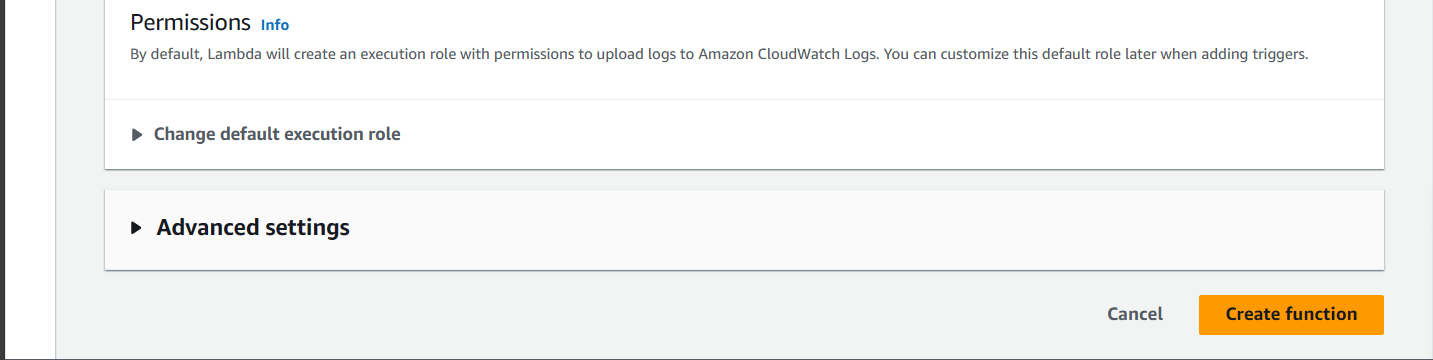 Permissions Info
By default, Lambda will create an execution role with permissions to upload logs to Amazon CloudWatch Logs. You can customize this default role later when adding triggers.
Change default execution role
Advanced settings
Cancel Create function